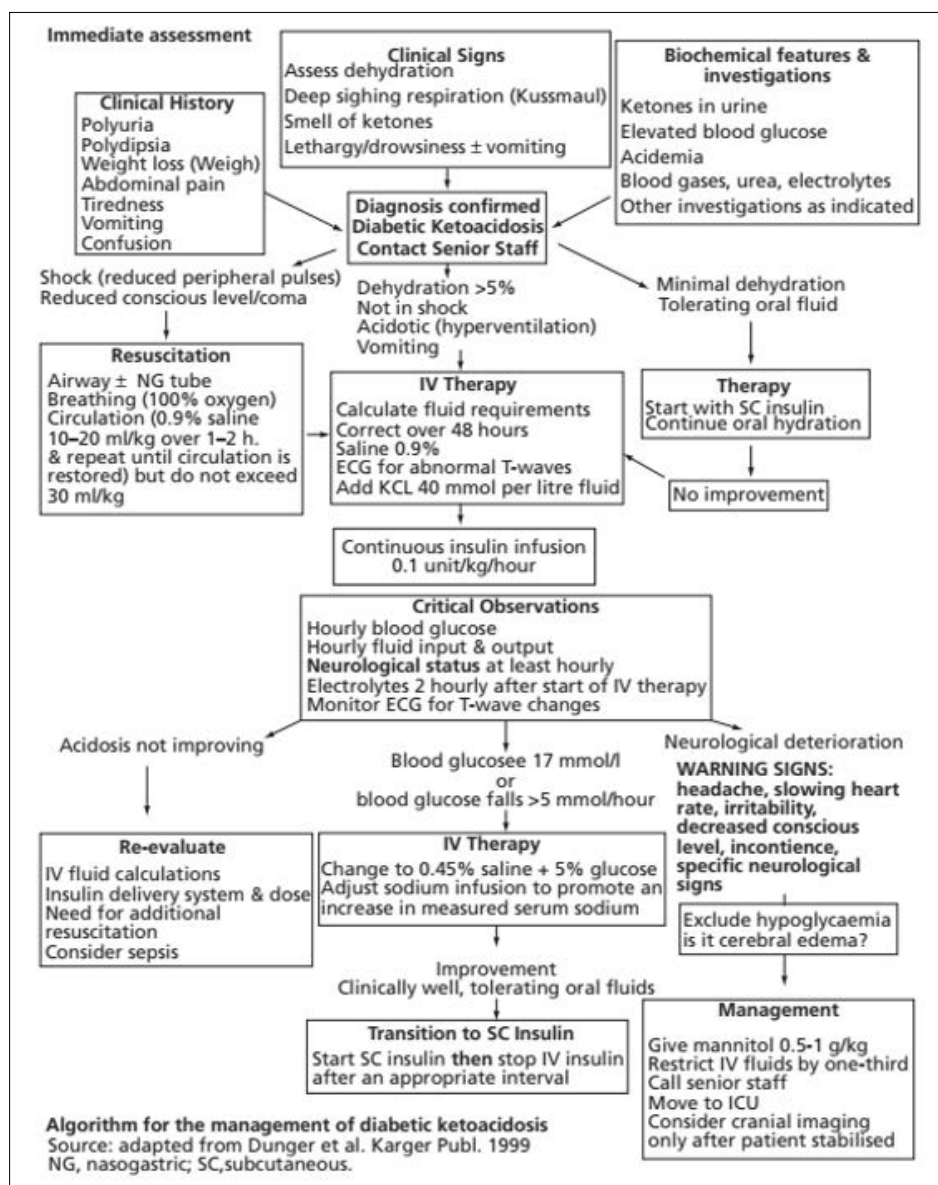 Immediate assessment
Clinical History
Polyuria
Polydipsia
Weight loss (Weigh)
Abdominal pain
Tiredness
Vomiting
Confusion
Clinical Signs
Assess dehydration
Deep sighing respiration (Kussmaul)
Smell of ketones
Lethargy/drowsiness ± vomiting
Biochemical features &
investigations
Ketones in urine
Elevated blood glucose
Acidemia
Blood gases, urea, electrolytes
Other investigations as indicated
Diagnosis confirmed
Diabetic Ketoacidosis
Contact Senior Staff
Shock (reduced peripheral pulses)
Reduced conscious level/coma
Dehydration >5%
Not in shock
Acidotic (hyperventilation)
Vomiting
Minimal dehydration
Tolerating oral fluid
Resuscitation
Airway ± NG tube
Breathing (100% oxygen)
Circulation (0.9% saline
10–20 ml/kg over 1–2 h.
& repeat until circulation is
restored) but do not exceed
30 ml/kg
IV Therapy
Calculate fluid requirements
Correct over 48 hours
Saline 0.9%
ECG for abnormal T-waves
Add KCL 40 mmol per litre fluid
Therapy
Start with SC insulin
Continue oral hydration
No improvement
Continuous insulin infusion
0.1 unit/kg/hour
Critical Observations
Hourly blood glucose
Hourly fluid input & output
Neurological status at least hourly
Electrolytes 2 hourly after start of IV therapy
Monitor ECG for T-wave changes
Acidosis not improving
Blood glucosee 17 mmol/l
or
blood glucose falls >5 mmol/hour
Neurological deterioration
WARNING SIGNS:
headache, slowing heart
rate, irritability,
decreased conscious
level, incontience,
specific neurological
signs
Re-evaluate
IV fluid calculations
Insulin delivery system & dose
Need for additional
resuscitation
Consider sepsis
IV Therapy
Change to 0.45% saline + 5% glucose
Adjust sodium infusion to promote an
increase in measured serum sodium
Exclude hypoglycaemia
is it cerebral edema?
Improvement
Clinically well, tolerating oral fluids
Transition to SC Insulin
Start SC insulin then stop IV insulin
after an appropriate interval
Management
Give mannitol 0.5-1 g/kg
Restrict IV fluids by one-third
Call senior staff
Move to ICU
Consider cranial imaging
only after patient stabilised
Algorithm for the management of diabetic ketoacidosis
Source: adapted from Dunger et al. Karger Publ. 1999
NG, nasogastric; SC,subcutaneous.